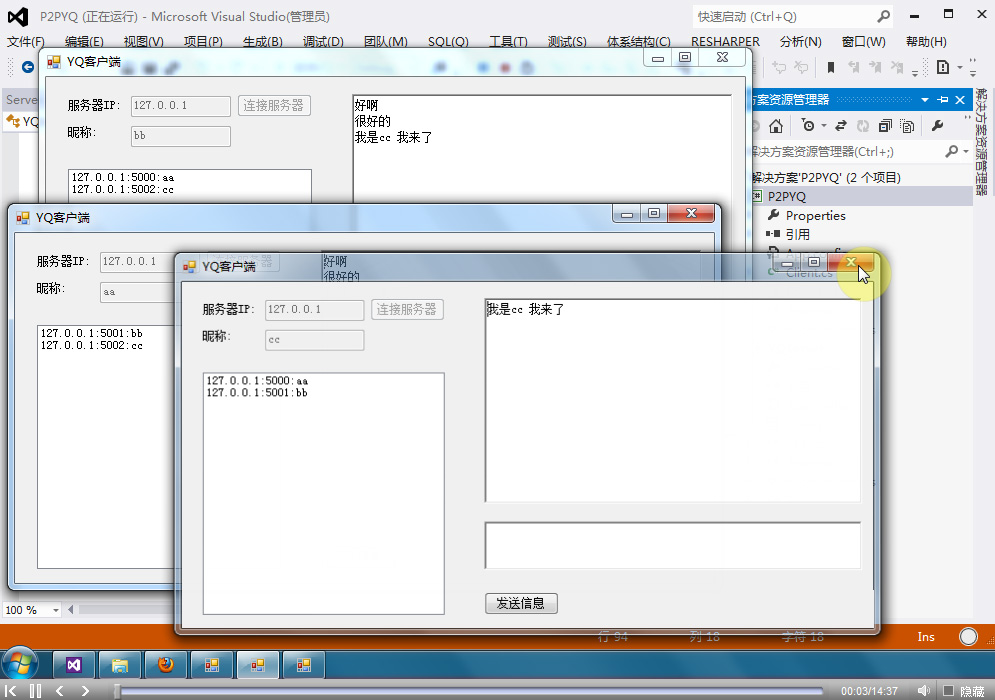 P2PYQ (正在运行) - Microsoft Visual Studio(管理员)
快速启动 (Ctrl+Q)
文件(F) 编辑(E) 视图(V) 项目(P) 生成(B) 调试(D) 团队(M) SQL(Q) 工具(T) 测试(S) 体系结构(C) RESHARPER 分析(N) 窗口(W) 帮助(H)
YQ客户端
服务器IP: 127.0.0.1 连接服务器
昵称: bb
127.0.0.1:5000:aa
127.0.0.1:5002:cc
好啊
很好的
我是cc 我来了
YQ客户端
服务器IP: 127.0.0.1
昵称: aa
127.0.0.1:5001:bb
127.0.0.1:5002:cc
好啊
很好的
YQ客户端
服务器IP: 127.0.0.1 连接服务器
昵称: cc
127.0.0.1:5000:aa
127.0.0.1:5001:bb
我是cc 我来了
发送信息
方案资源管理器
解决方案资源管理器(Ctrl+;)
解决方案'P2PYQ' (2 个项目)
P2PYQ
Properties
引用
Client.cs
解决方案资源管理器
100 %
行 94 列 18 字符 18 Ins
00:03/14:37 隐藏